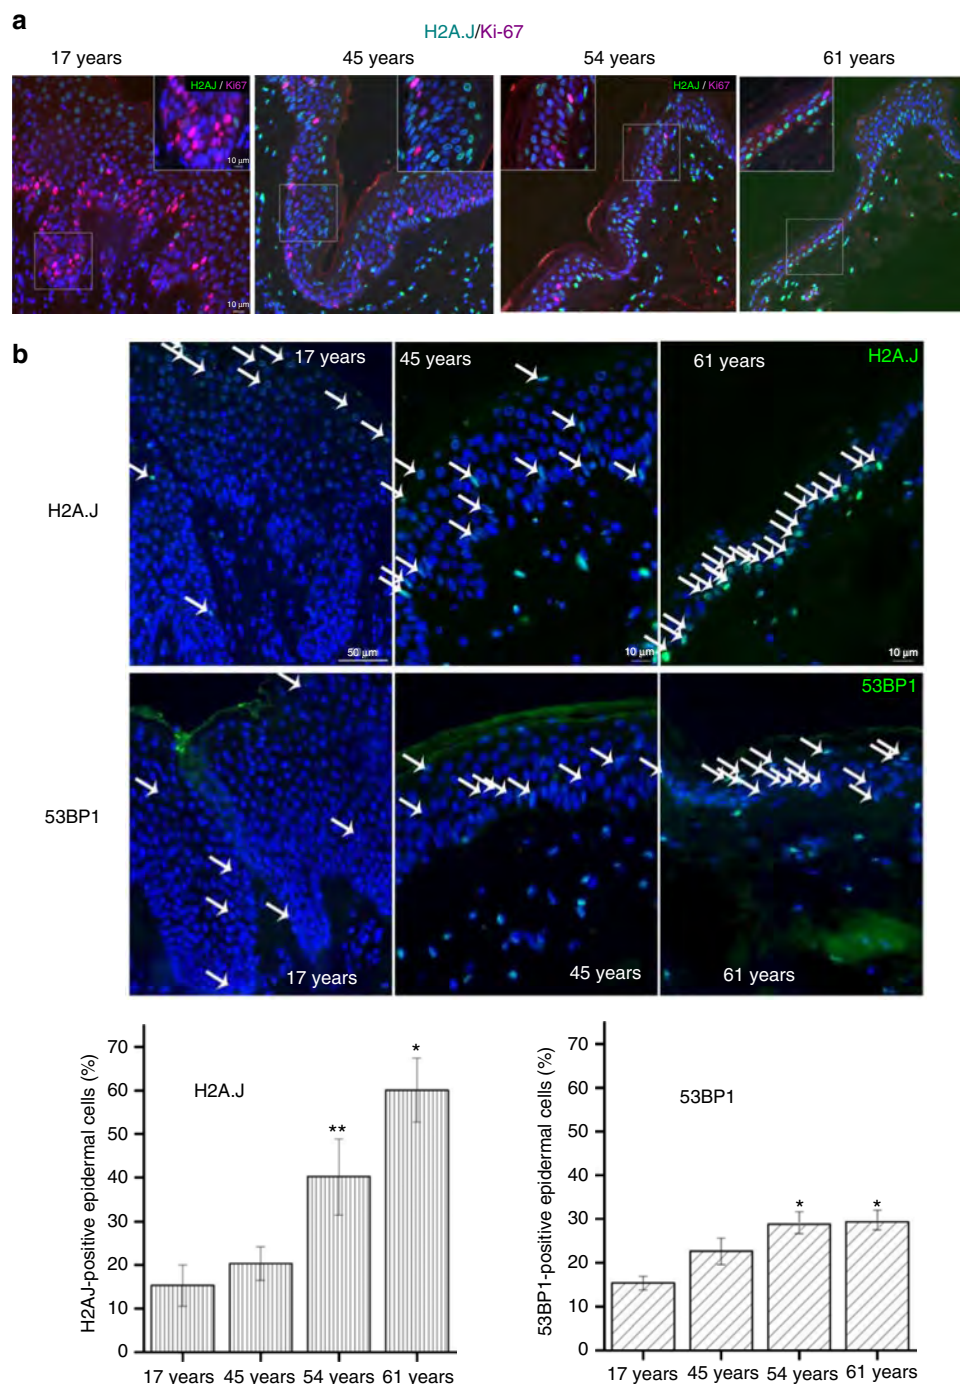 a
H2A.J/Ki-67
17 years 45 years 54 years 61 years
H2AJ / Ki67 H2AJ / Ki67
10 µm
10 µm
b
17 years 45 years 61 years H2A.J
H2A.J
50 µm 10 µm 10 µm
53BP1
53BP1
17 years 45 years 61 years
H2AJ-positive epidermal cells (%)
70
60
50
40
30
20
10
0
H2A.J
**
*
17 years 45 years 54 years 61 years
53BP1-positive epidermal cells (%)
70
60
50
40
30
20
10
0
53BP1
* *
17 years 45 years 54 years 61 years